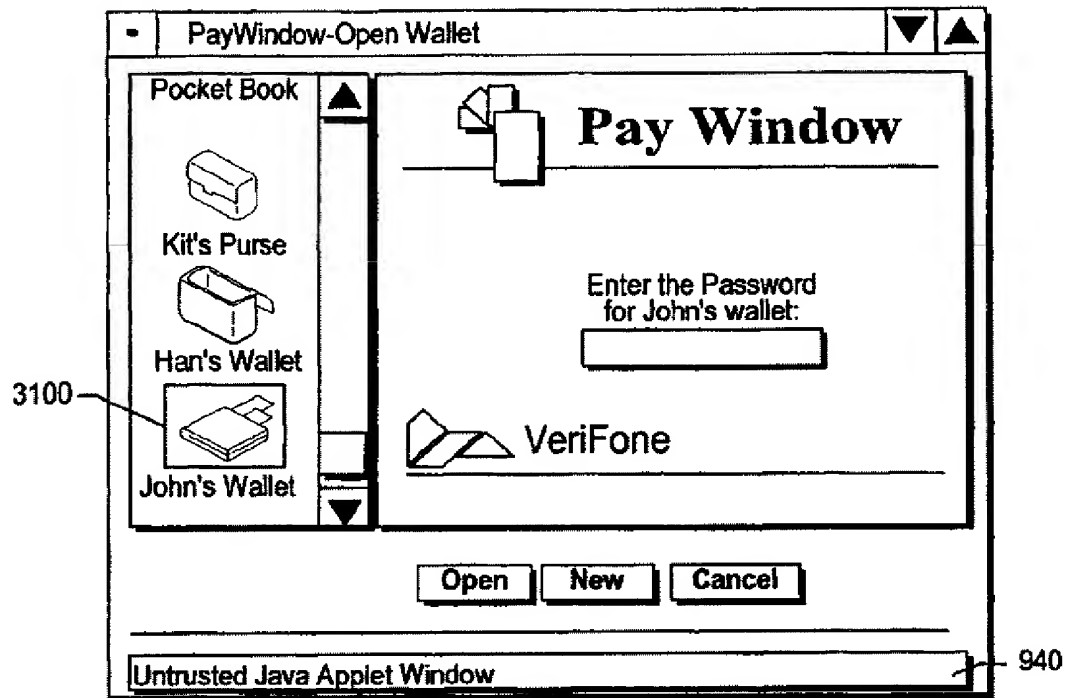 PayWindow-Open Wallet
Pocket Book
Kit's Purse
Han's Wallet
3100
John's Wallet
Pay Window
Enter the Password
for John's wallet:
VeriFone
Open New Cancel
Untrusted Java Applet Window
940